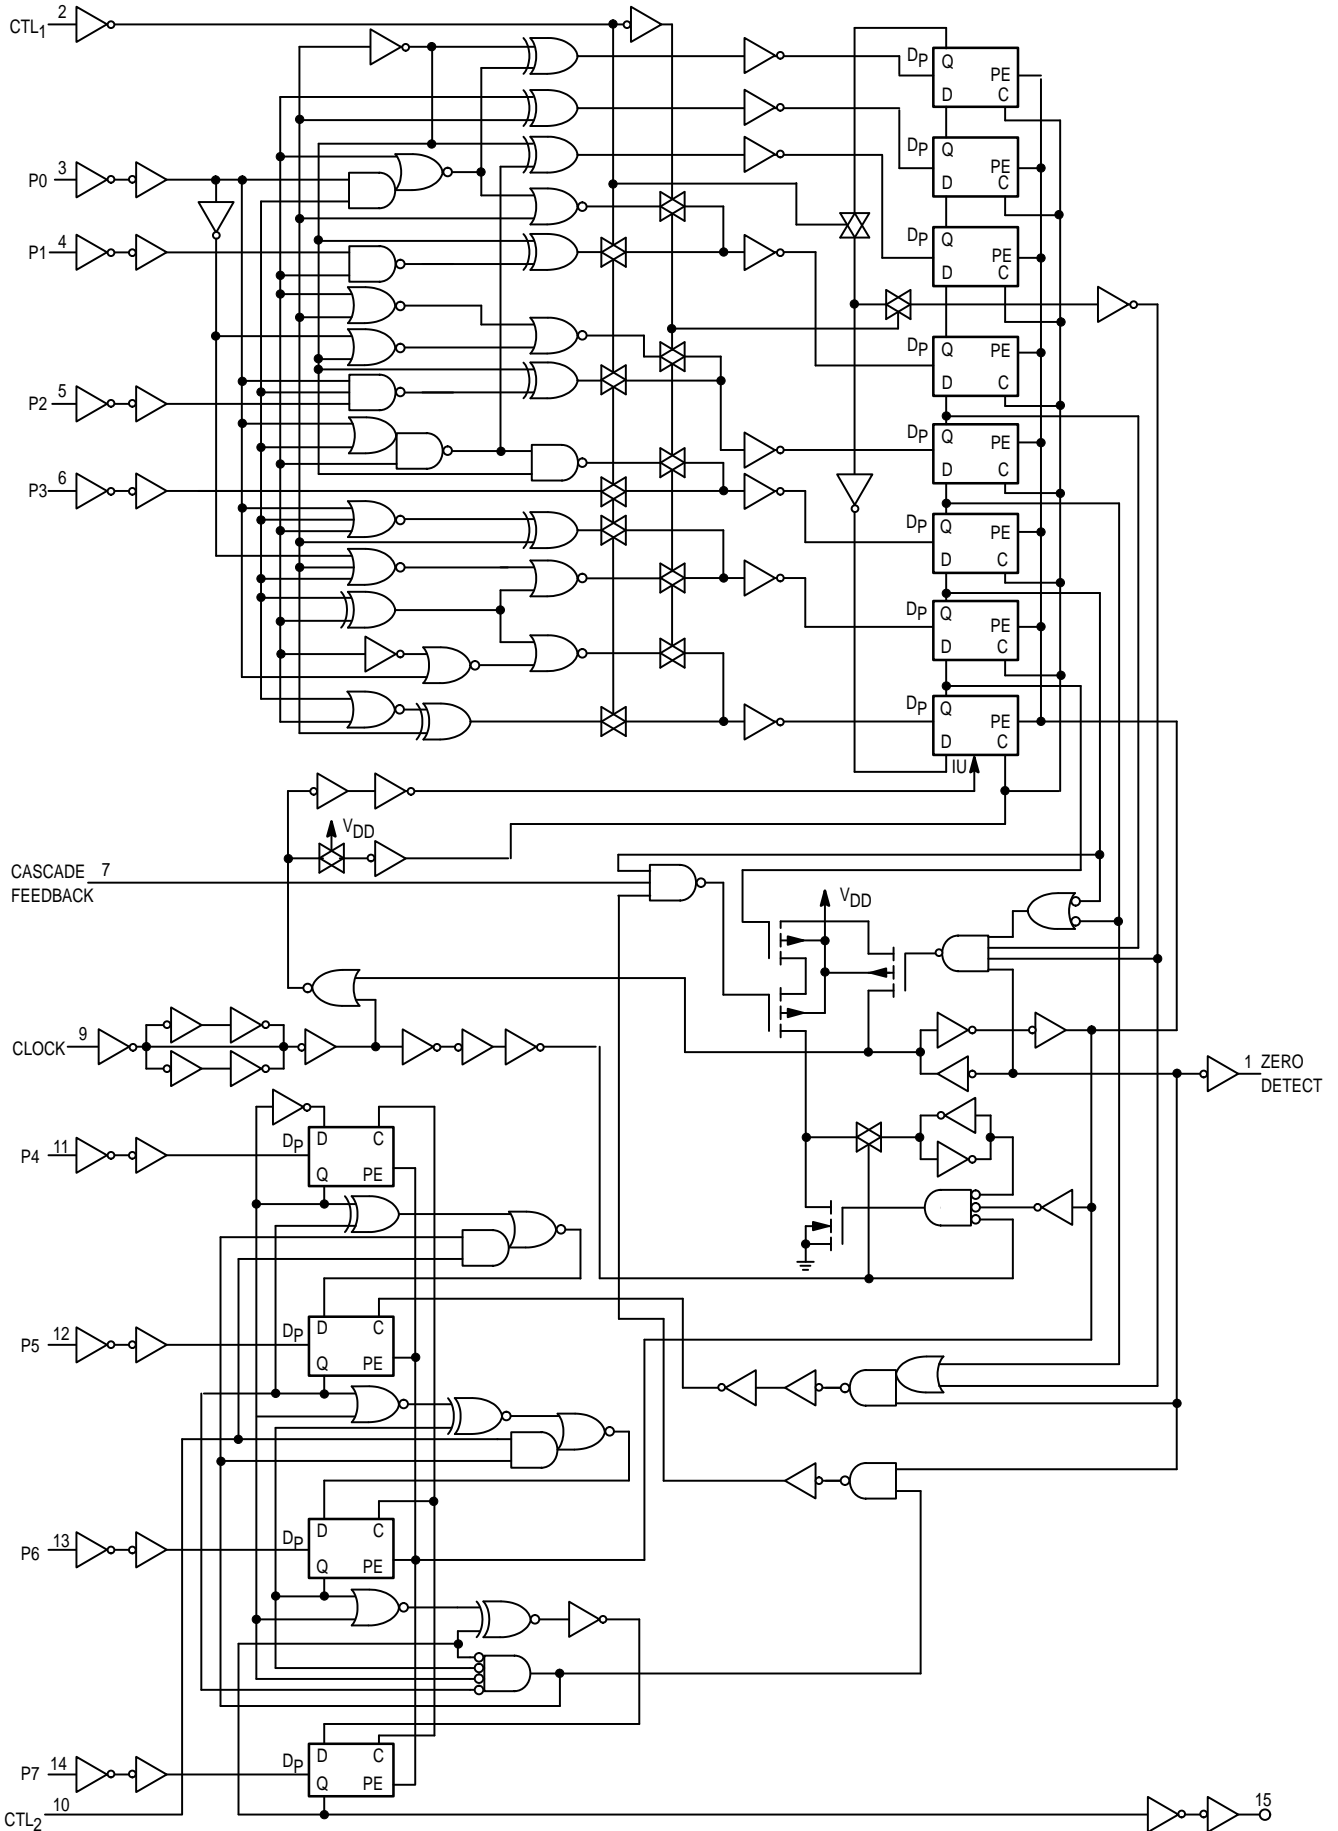 CTL1 2
DP Q PE
D C
DP Q PE
D C
P0 3
P1 4
DP Q PE
D C
DP Q PE
D C
P2 5
DP Q PE
D C
P3 6
DP Q PE
D C
DP Q PE
D C
DP Q PE
D C
IU
VDD
CASCADE 7
FEEDBACK
VDD
CLOCK 9
1 ZERO
DETECT
P4 11
DP D C
Q PE
P5 12
DP D C
Q PE
P6 13
DP D C
Q PE
P7 14
DP D C
Q PE
CTL2 10
15